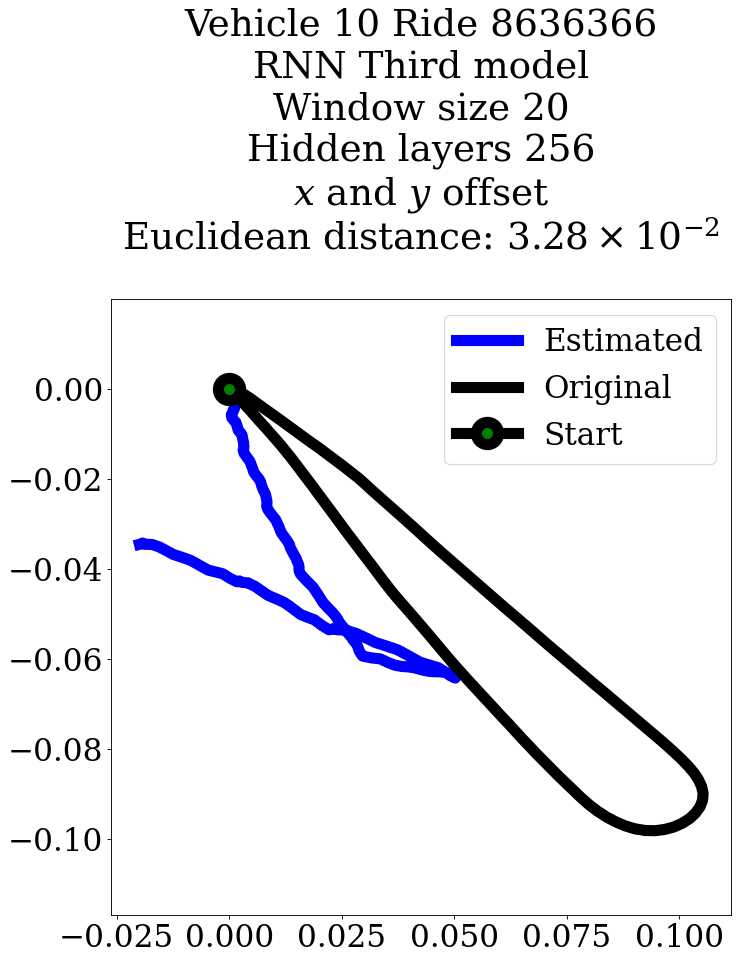 Vehicle 10 Ride 8636366
RNN Third model
Window size 20
Hidden layers 256
x and y offset
Euclidean distance: 3.28 × 10⁻²
Estimated
Original
Start
0.00
−0.02
−0.04
−0.06
−0.08
−0.10
−0.025 0.000 0.025 0.050 0.075 0.100